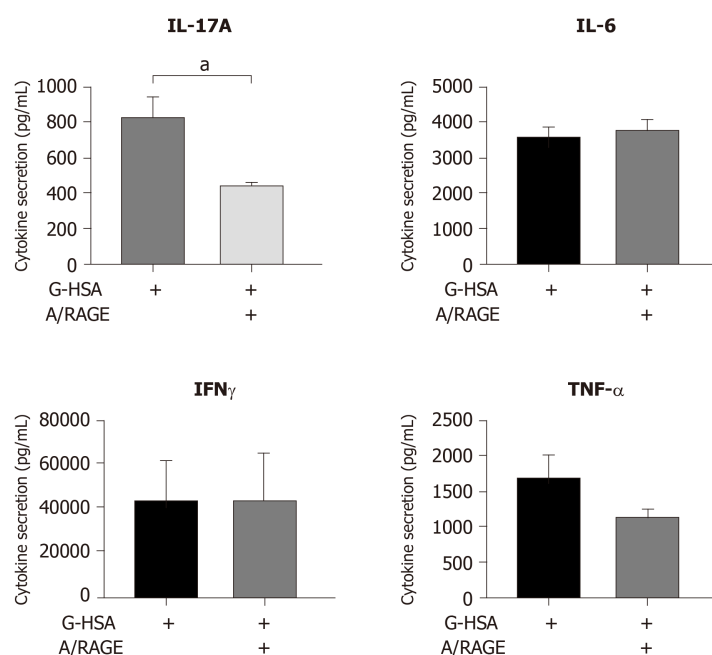 IL-17A
a
Cytokine secretion (pg/mL)
1000
800
600
400
200
0
G-HSA + +
A/RAGE +
IL-6
Cytokine secretion (pg/mL)
5000
4000
3000
2000
1000
0
G-HSA + +
A/RAGE +
IFNγ
Cytokine secretion (pg/mL)
80000
60000
40000
20000
0
G-HSA + +
A/RAGE +
TNF-α
Cytokine secretion (pg/mL)
2500
2000
1500
1000
500
0
G-HSA + +
A/RAGE +